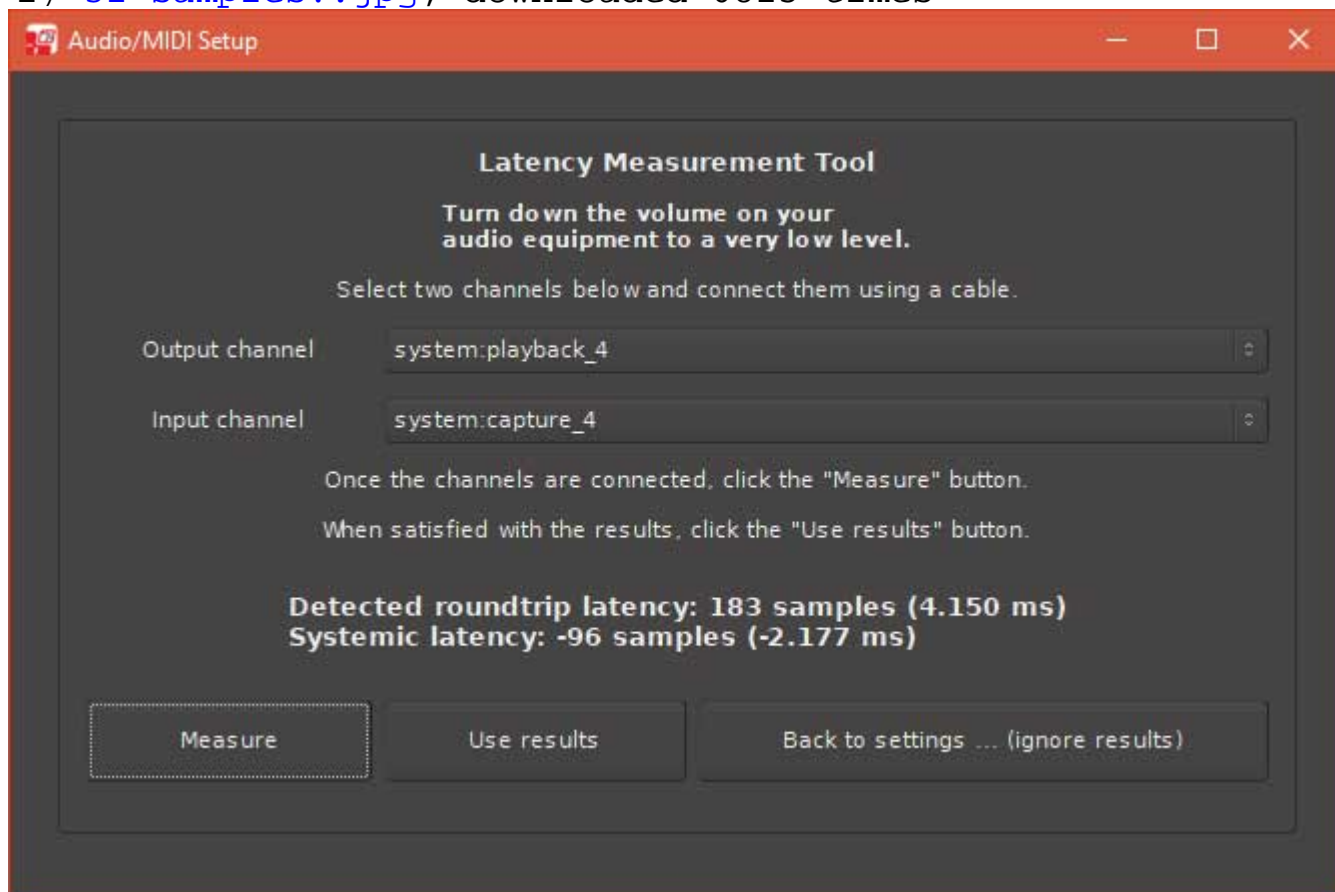 Audio/MIDI Setup
Latency Measurement Tool
Turn down the volume on your
audio equipment to a very low level.
Select two channels below and connect them using a cable.
Output channel system:playback_4
Input channel system:capture_4
Once the channels are connected, click the "Measure" button.
When satisfied with the results, click the "Use results" button.
Detected roundtrip latency: 183 samples (4.150 ms)
Systemic latency: -96 samples (-2.177 ms)
Measure Use results Back to settings ... (ignore results)